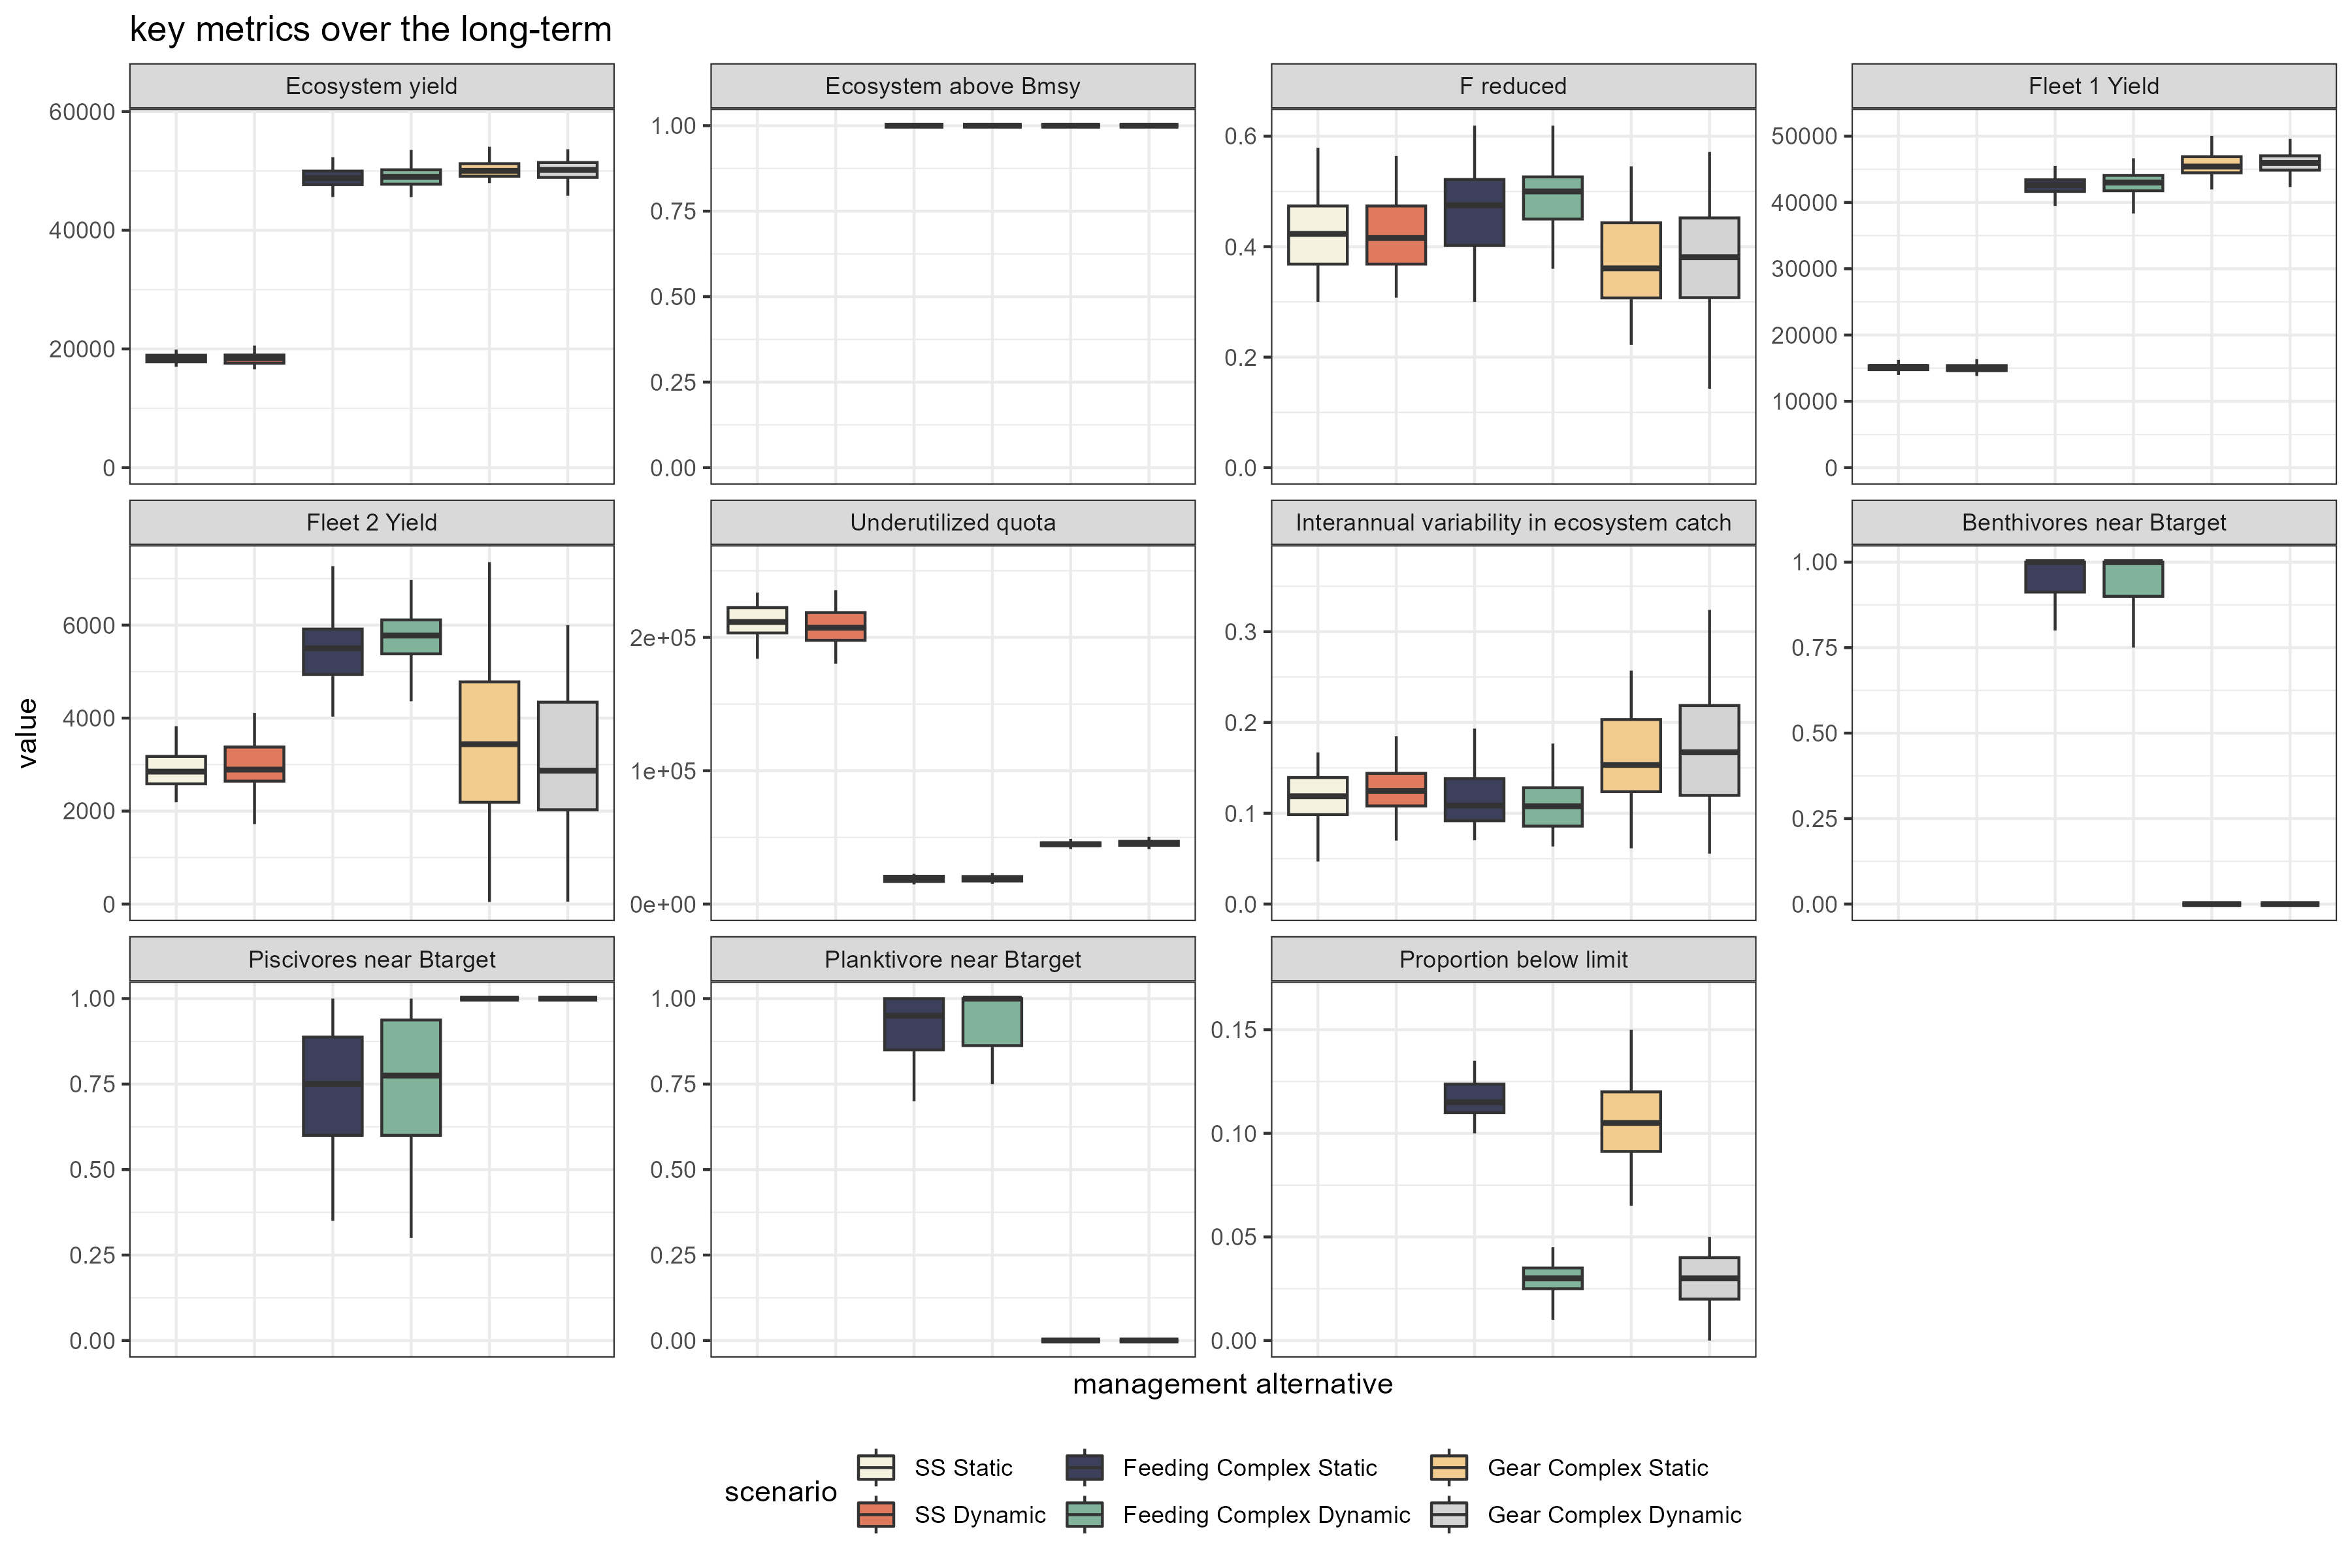 key metrics over the long-term
Ecosystem yield
Ecosystem above Bmsy
F reduced
Fleet 1 Yield
60000
40000
20000
0
1.00
0.75
0.50
0.25
0.00
0.6
0.4
0.2
0.0
50000
40000
30000
20000
10000
0
Fleet 2 Yield
Underutilized quota
Interannual variability in ecosystem catch
Benthivores near Btarget
6000
4000
2000
0
2e+05
1e+05
0e+00
0.3
0.2
0.1
0.0
1.00
0.75
0.50
0.25
0.00
value
Piscivores near Btarget
Planktivore near Btarget
Proportion below limit
1.00
0.75
0.50
0.25
0.00
1.00
0.75
0.50
0.25
0.00
0.15
0.10
0.05
0.00
management alternative
scenario
SS Static
Feeding Complex Static
Gear Complex Static
SS Dynamic
Feeding Complex Dynamic
Gear Complex Dynamic